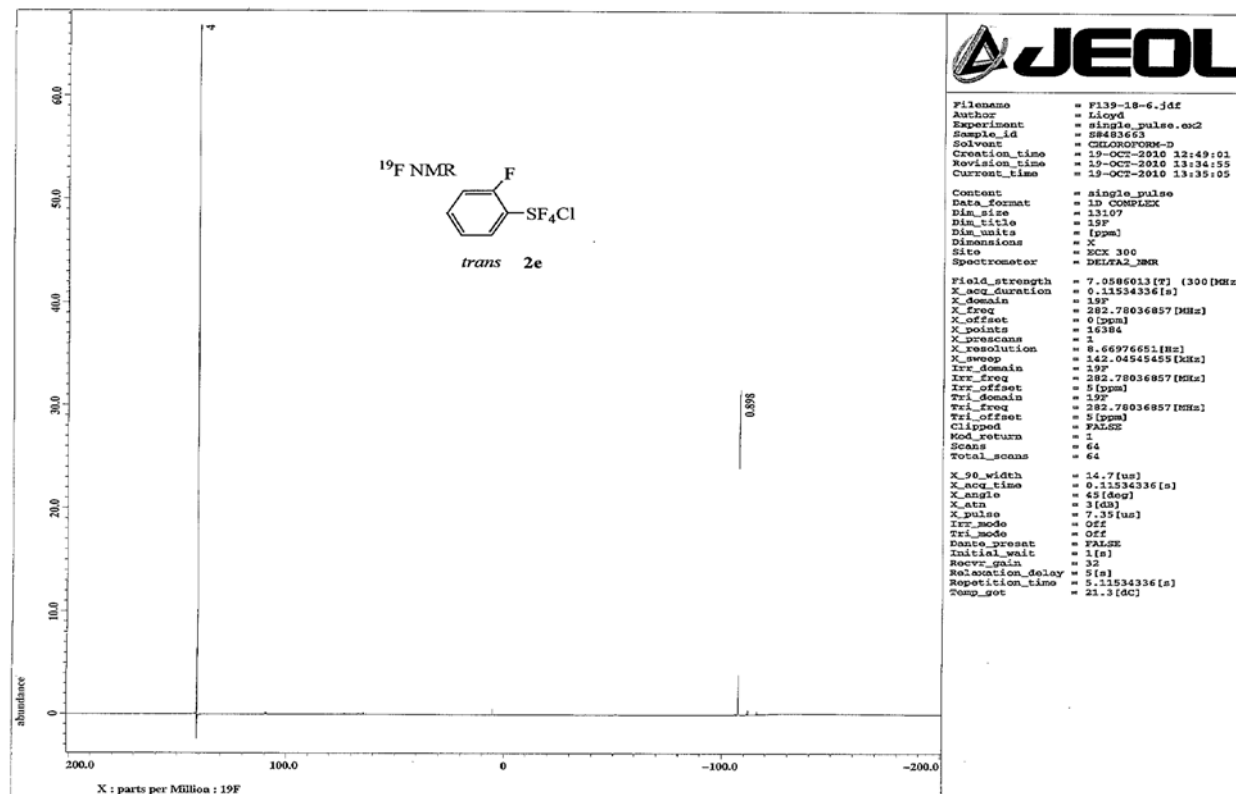 JEOL
4
60.0
50.0
40.0
30.0
20.0
10.0
0
abundance
19F NMR
F
SF4Cl
trans 2e
0.898
200.0 100.0 0 −100.0 −200.0
X : parts per Million : 19F
Filename = F139-18-6.jdf
Author = Lloyd
Experiment = single_pulse.ex2
Sample_id = S#483663
Solvent = CHLOROFORM-D
Creation_time = 19-OCT-2010 12:49:01
Revision_time = 19-OCT-2010 13:34:55
Current_time = 19-OCT-2010 13:35:05
Content = single_pulse
Data_format = 1D COMPLEX
Dim_size = 13107
Dim_title = 19F
Dim_units = [ppm]
Dimensions = X
Site = ECX 300
Spectrometer = DELTA2_NMR
Field_strength = 7.0586013[T] (300[MHz
X_acq_duration = 0.11534336[s]
X_domain = 19F
X_freq = 282.78036857[MHz]
X_offset = 0[ppm]
X_points = 16384
X_prescans = 1
X_resolution = 8.66976651[Hz]
X_sweep = 142.04545455[kHz]
Irr_domain = 19F
Irr_freq = 282.78036857[MHz]
Irr_offset = 5[ppm]
Tri_domain = 19F
Tri_freq = 282.78036857[MHz]
Tri_offset = 5[ppm]
Clipped = FALSE
Mod_return = 1
Scans = 64
Total_scans = 64
X_90_width = 14.7[us]
X_acq_time = 0.11534336[s]
X_angle = 45[deg]
X_atn = 3[dB]
X_pulse = 7.35[us]
Irr_mode = Off
Tri_mode = Off
Dante_presat = FALSE
Initial_wait = 1[s]
Recvr_gain = 32
Relaxation_delay = 5[s]
Repetition_time = 5.11534336[s]
Temp_get = 21.3[dC]